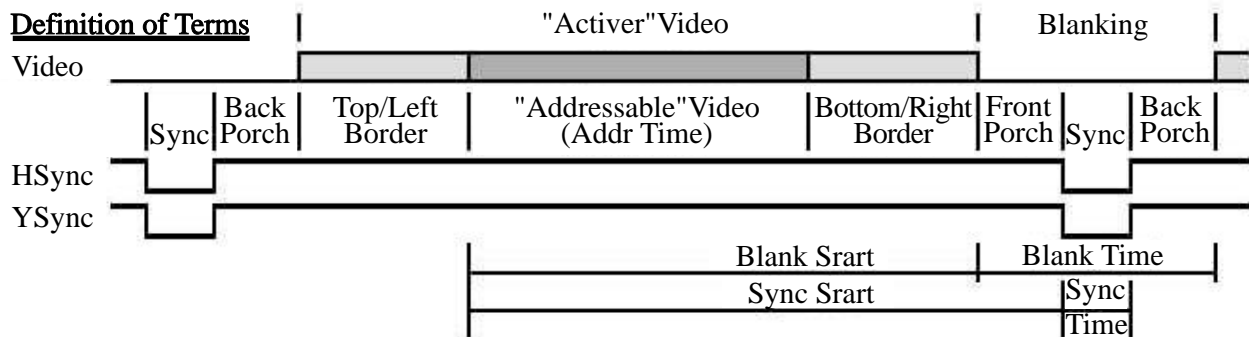 Definition of Terms
"Activer"Video
Blanking
Video
Sync
Back
Porch
Top/Left
Border
"Addressable"Video
(Addr Time)
Bottom/Right
Border
Front
Porch
Sync
Back
Porch
HSync
YSync
Blank Srart
Blank Time
Sync Srart
Sync
Time